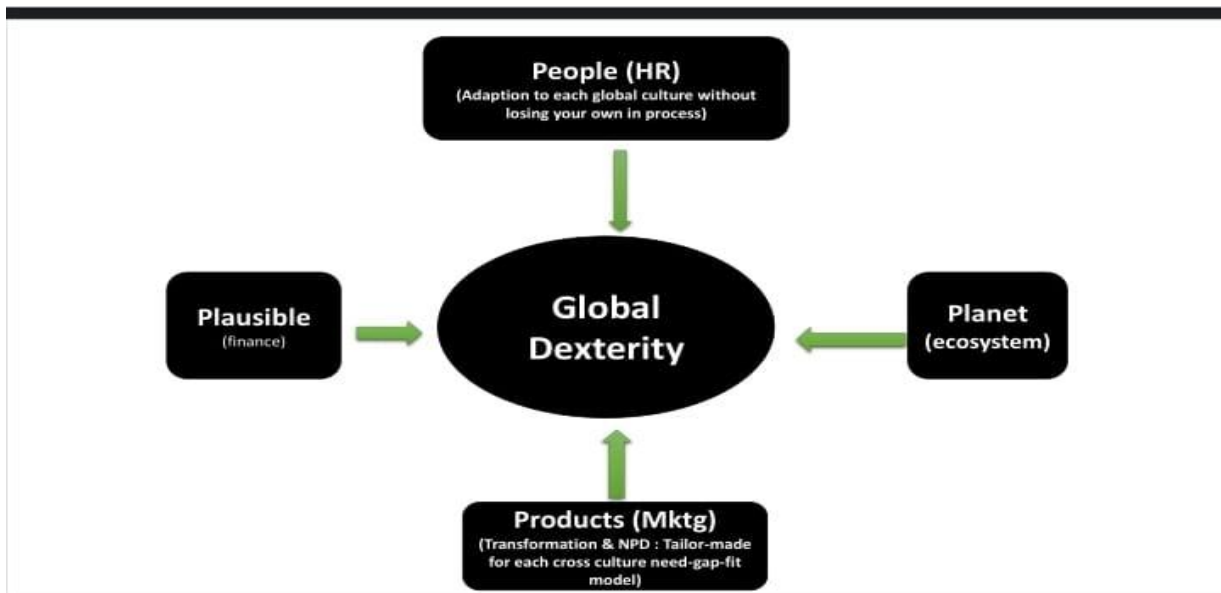 People (HR)
(Adaption to each global culture without
losing your own in process)
Plausible
(finance)
Global
Dexterity
Planet
(ecosystem)
Products (Mktg)
(Transformation & NPD : Tailor-made
for each cross culture need-gap-fit
model)